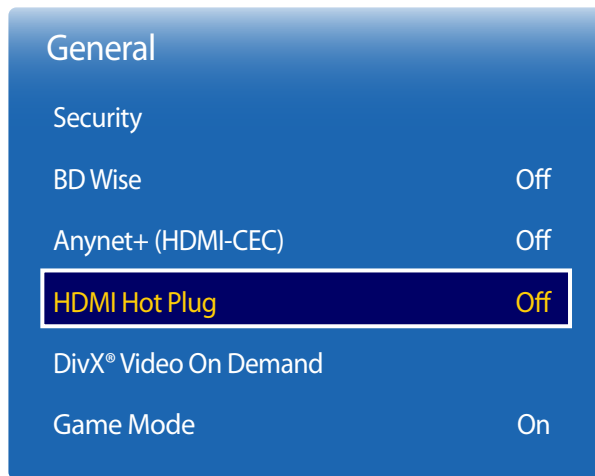 General
Security
BD Wise Off
Anynet+ (HDMI-CEC) Off
HDMI Hot Plug Off
DivX® Video On Demand
Game Mode On